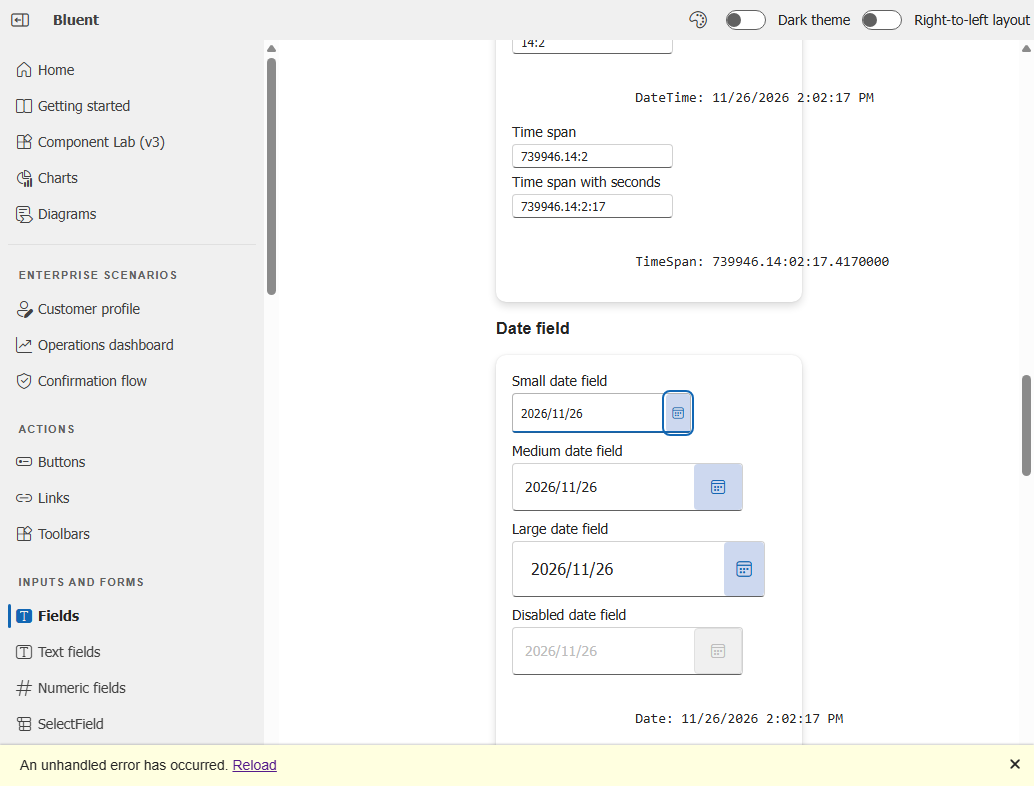 Bluent
Dark theme
Right-to-left layout
Home
Getting started
Component Lab (v3)
Charts
Diagrams
ENTERPRISE SCENARIOS
Customer profile
Operations dashboard
Confirmation flow
ACTIONS
Buttons
Links
Toolbars
INPUTS AND FORMS
Fields
Text fields
Numeric fields
SelectField
14:2
DateTime: 11/26/2026 2:02:17 PM
Time span
739946.14:2
Time span with seconds
739946.14:2:17
TimeSpan: 739946.14:02:17.4170000
Date field
Small date field
2026/11/26
Medium date field
2026/11/26
Large date field
2026/11/26
Disabled date field
2026/11/26
Date: 11/26/2026 2:02:17 PM
An unhandled error has occurred. Reload